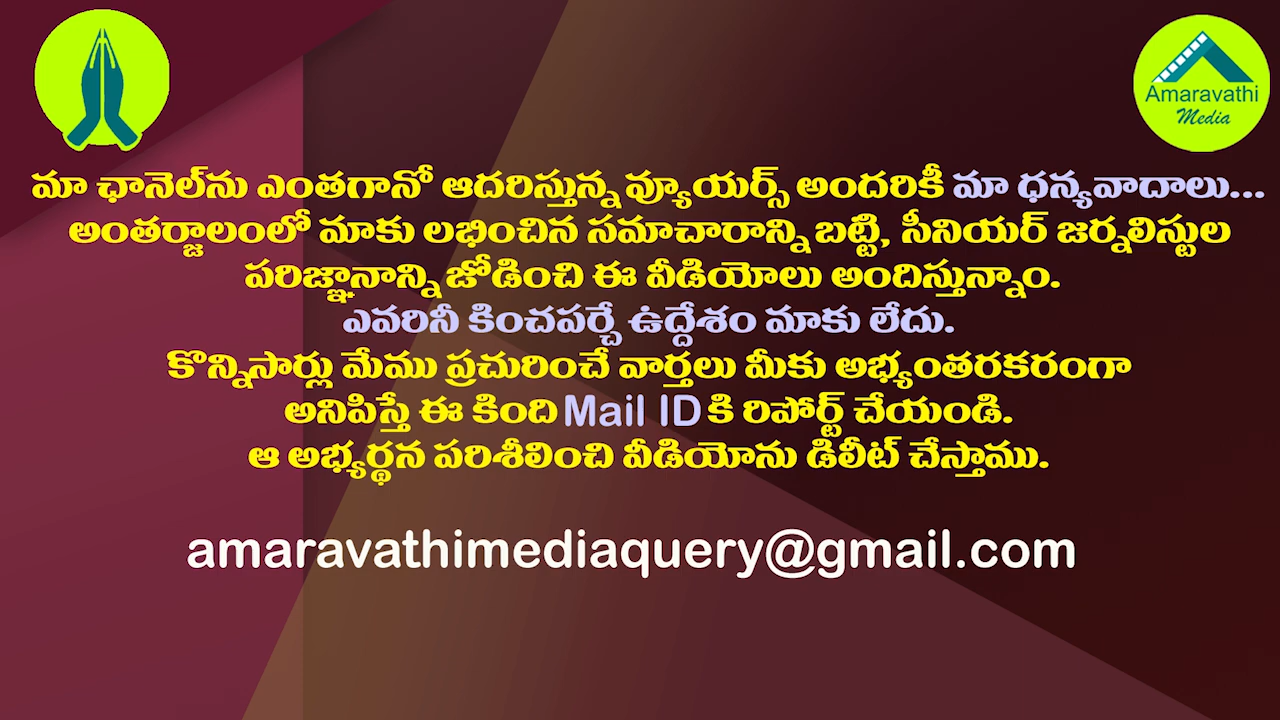 Amaravathi
Media
మా ఛానెల్‌ను ఎంతగానో ఆదరిస్తున్న వ్యూయర్స్ అందరికీ మా ధన్యవాదాలు...
అంతర్జాలంలో మాకు లభించిన సమాచారాన్ని బట్టి, సీనియర్ జర్నలిస్టుల
పరిజ్ఞానాన్ని జోడించి ఈ వీడియోలు అందిస్తున్నాం.
ఎవరినీ కించపర్చే ఉద్దేశం మాకు లేదు.
కొన్నిసార్లు మేము ప్రచురించే వార్తలు మీకు అభ్యంతరకరంగా
అనిపిస్తే ఈ కింది Mail ID కి రిపోర్ట్ చేయండి.
ఆ అభ్యర్థన పరిశీలించి వీడియోను డిలీట్ చేస్తాము.
amaravathimediaquery@gmail.com